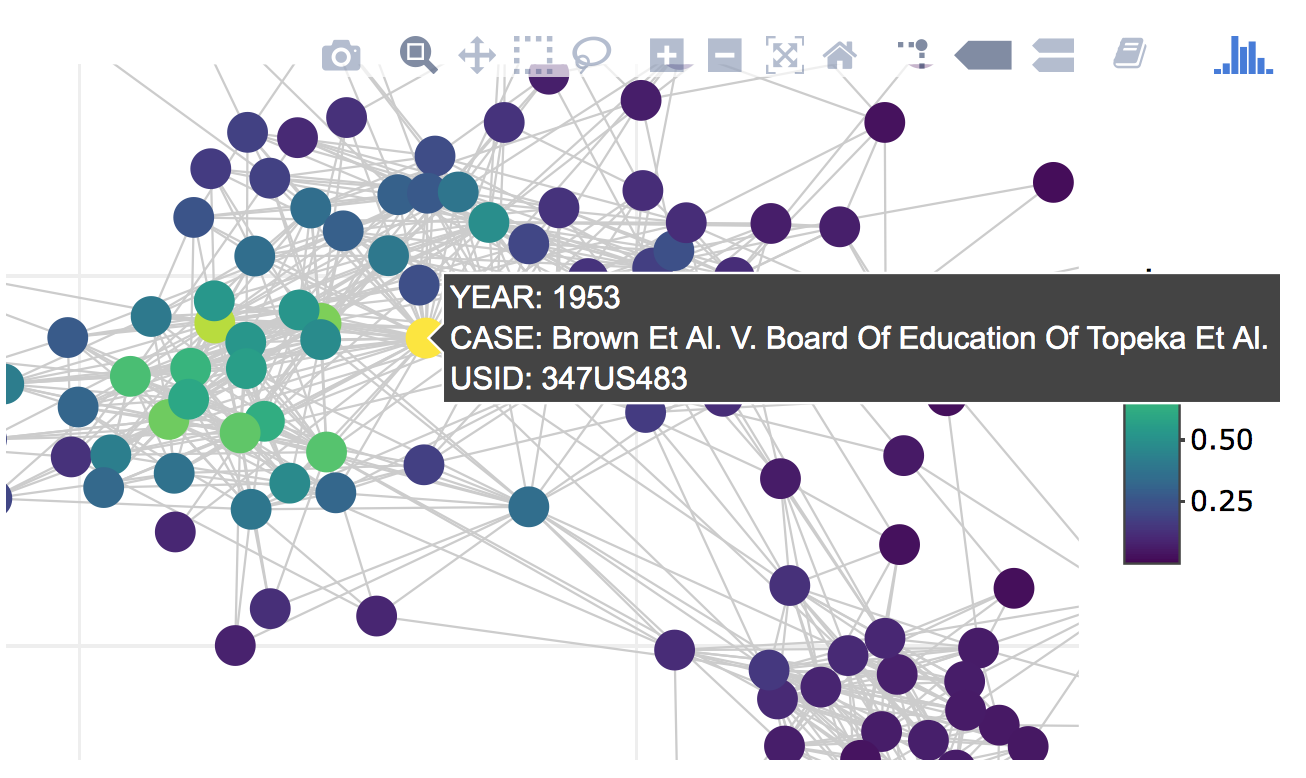 YEAR: 1953
CASE: Brown Et Al. V. Board Of Education Of Topeka Et Al.
USID: 347US483
0.50
0.25